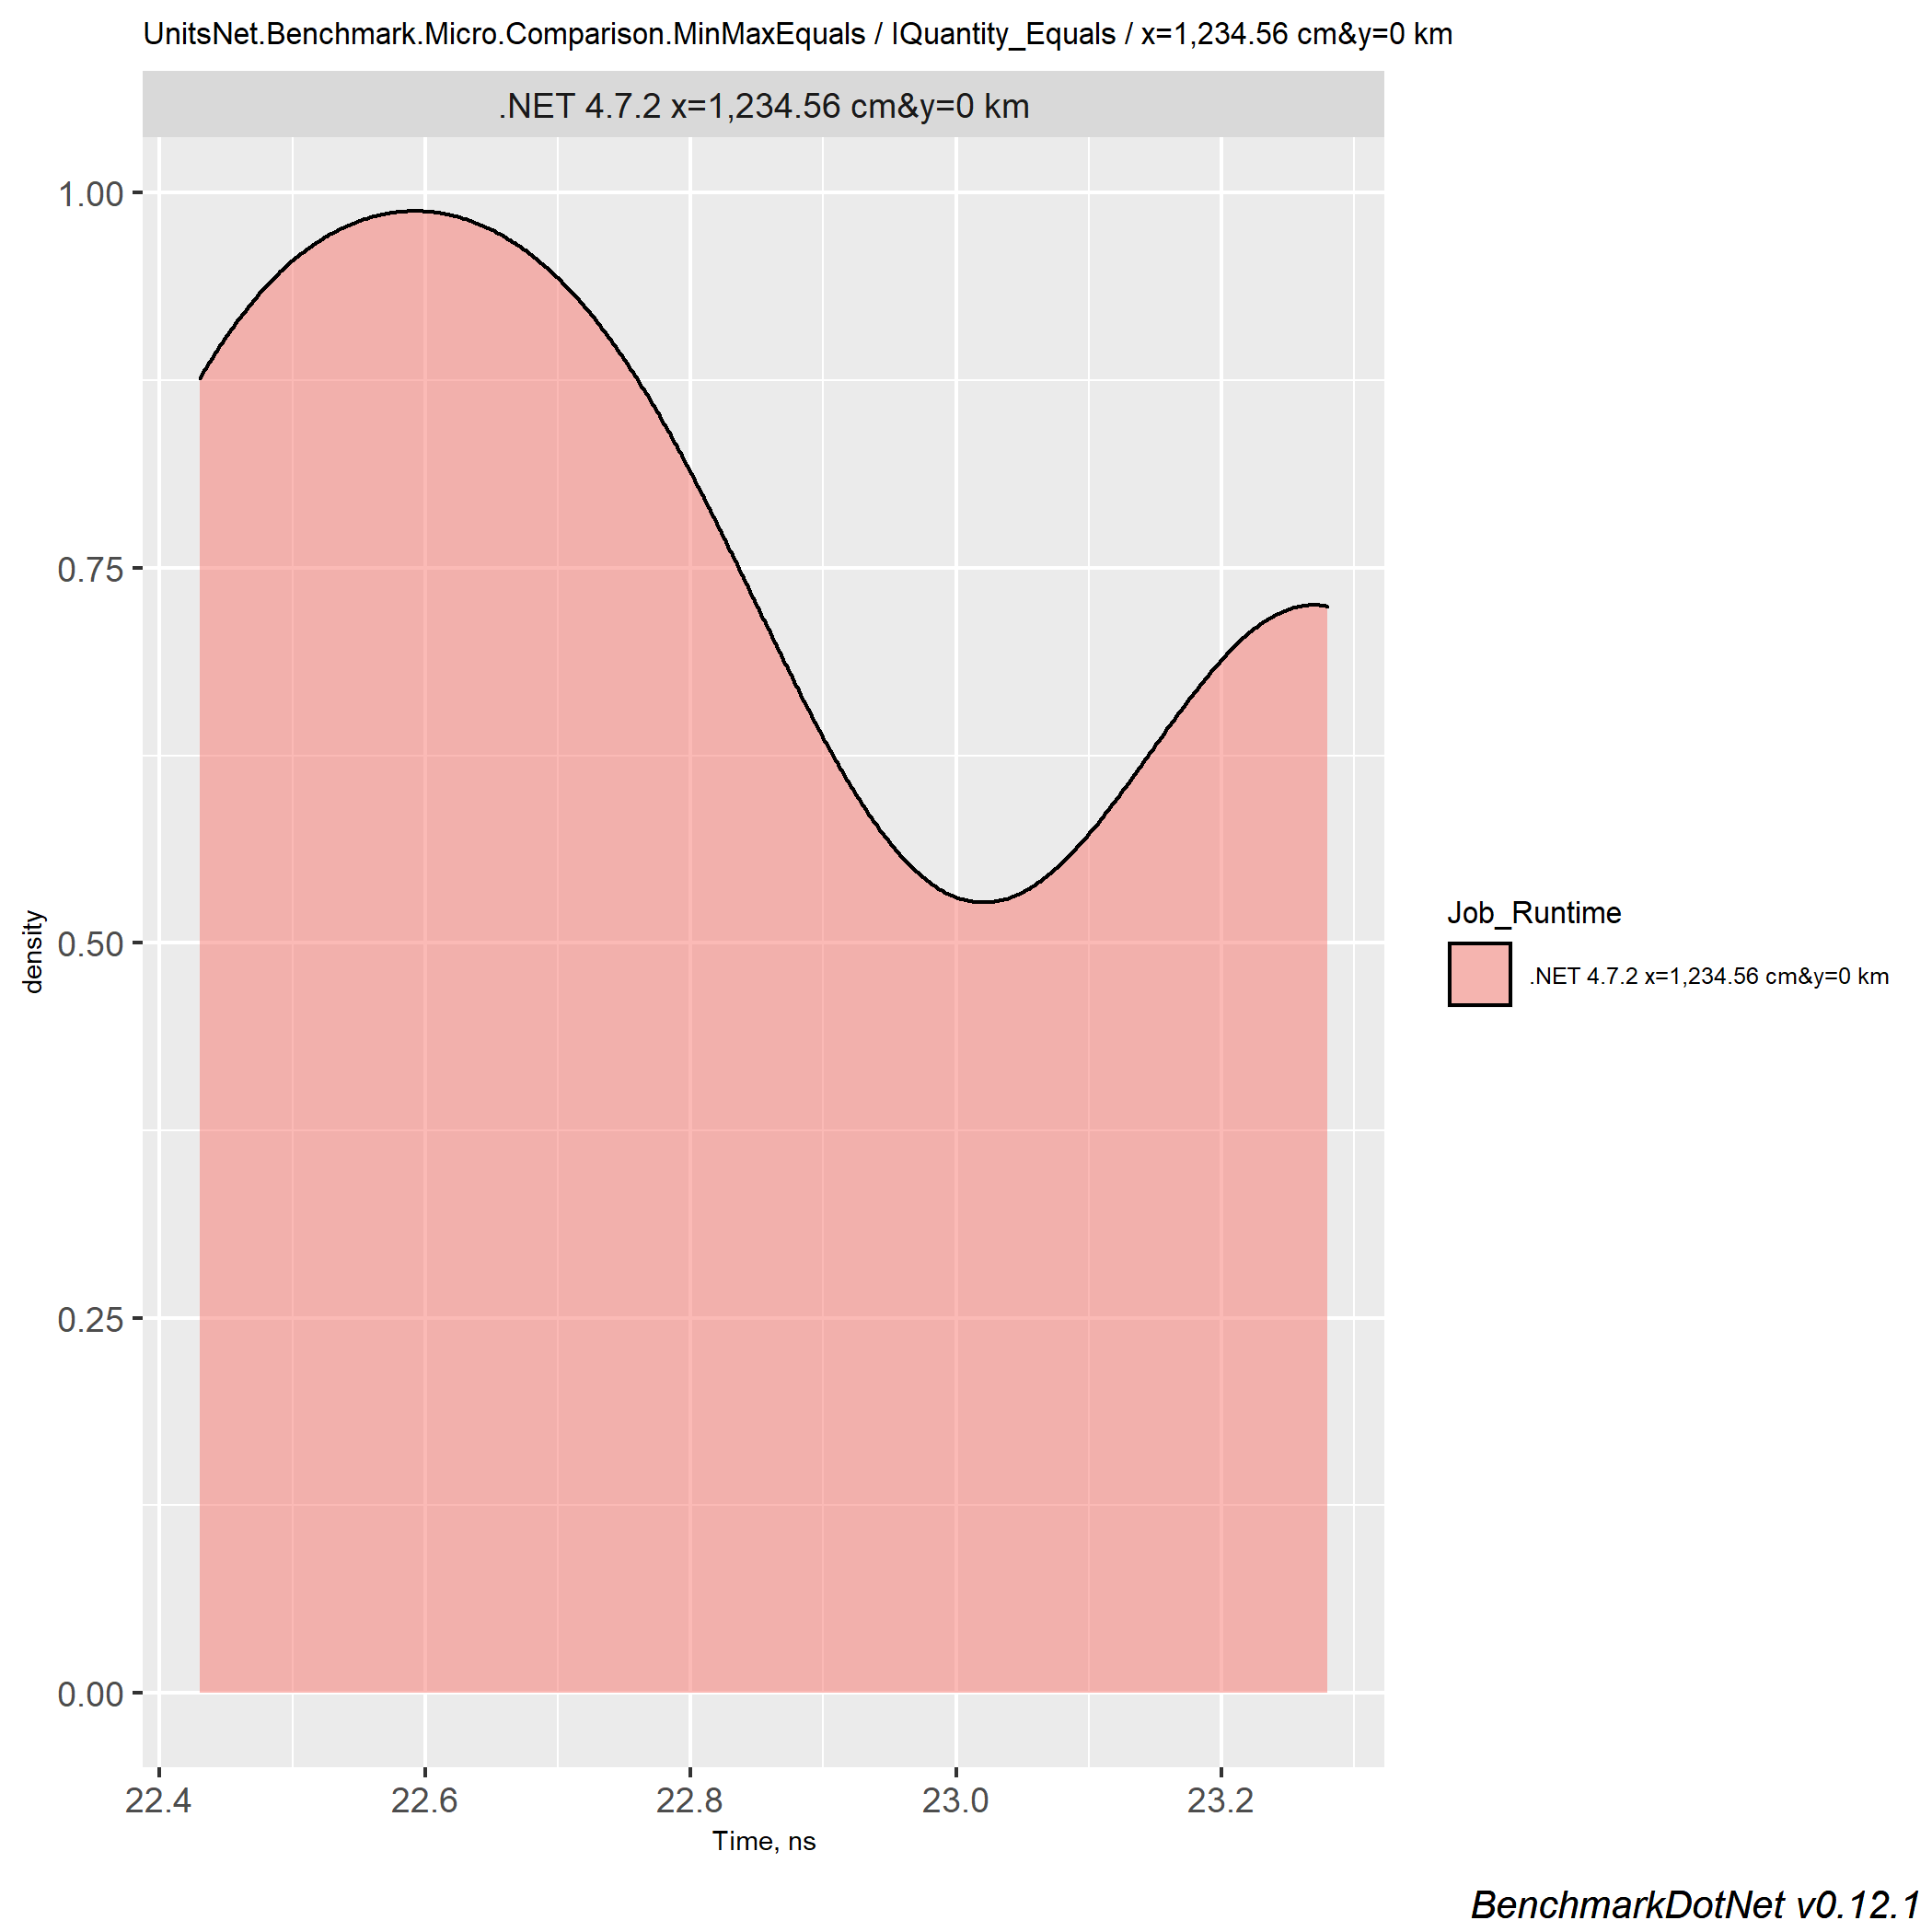 UnitsNet.Benchmark.Micro.Comparison.MinMaxEquals / IQuantity_Equals / x=1,234.56 cm&y=0 km
.NET 4.7.2 x=1,234.56 cm&y=0 km
1.00
0.75
0.50
0.25
0.00
density
22.4 22.6 22.8 23.0 23.2
Time, ns
Job_Runtime
.NET 4.7.2 x=1,234.56 cm&y=0 km
BenchmarkDotNet v0.12.1